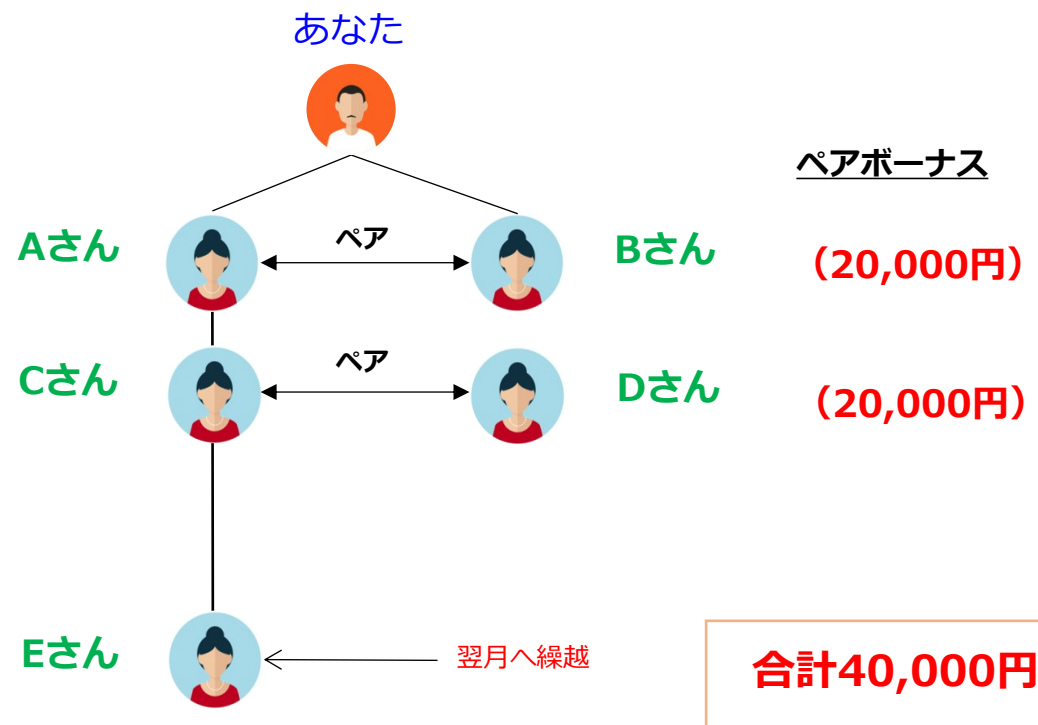 あなた
ペアボーナス
Aさん
ペア
Bさん
（20,000円）
Cさん
ペア
Dさん
（20,000円）
Eさん
翌月へ繰越
合計40,000円